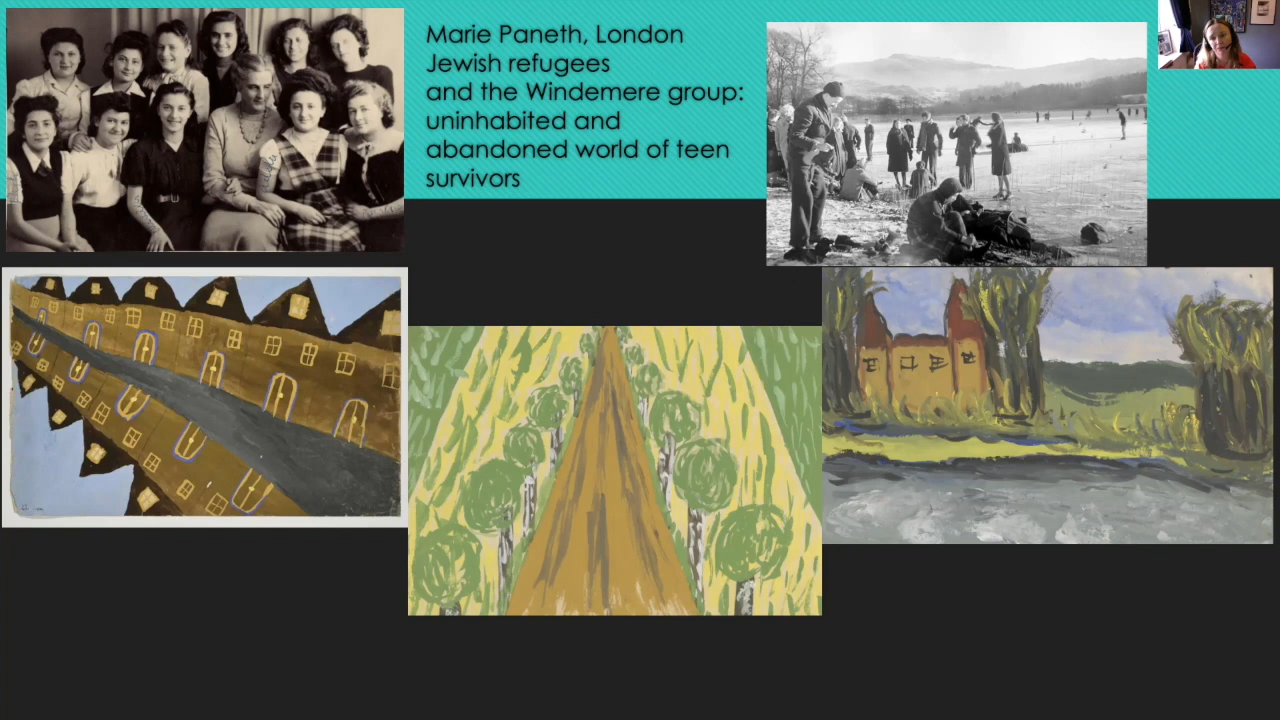 Marie Paneth, London
Jewish refugees
and the Windemere group:
uninhabited and
abandoned world of teen
survivors